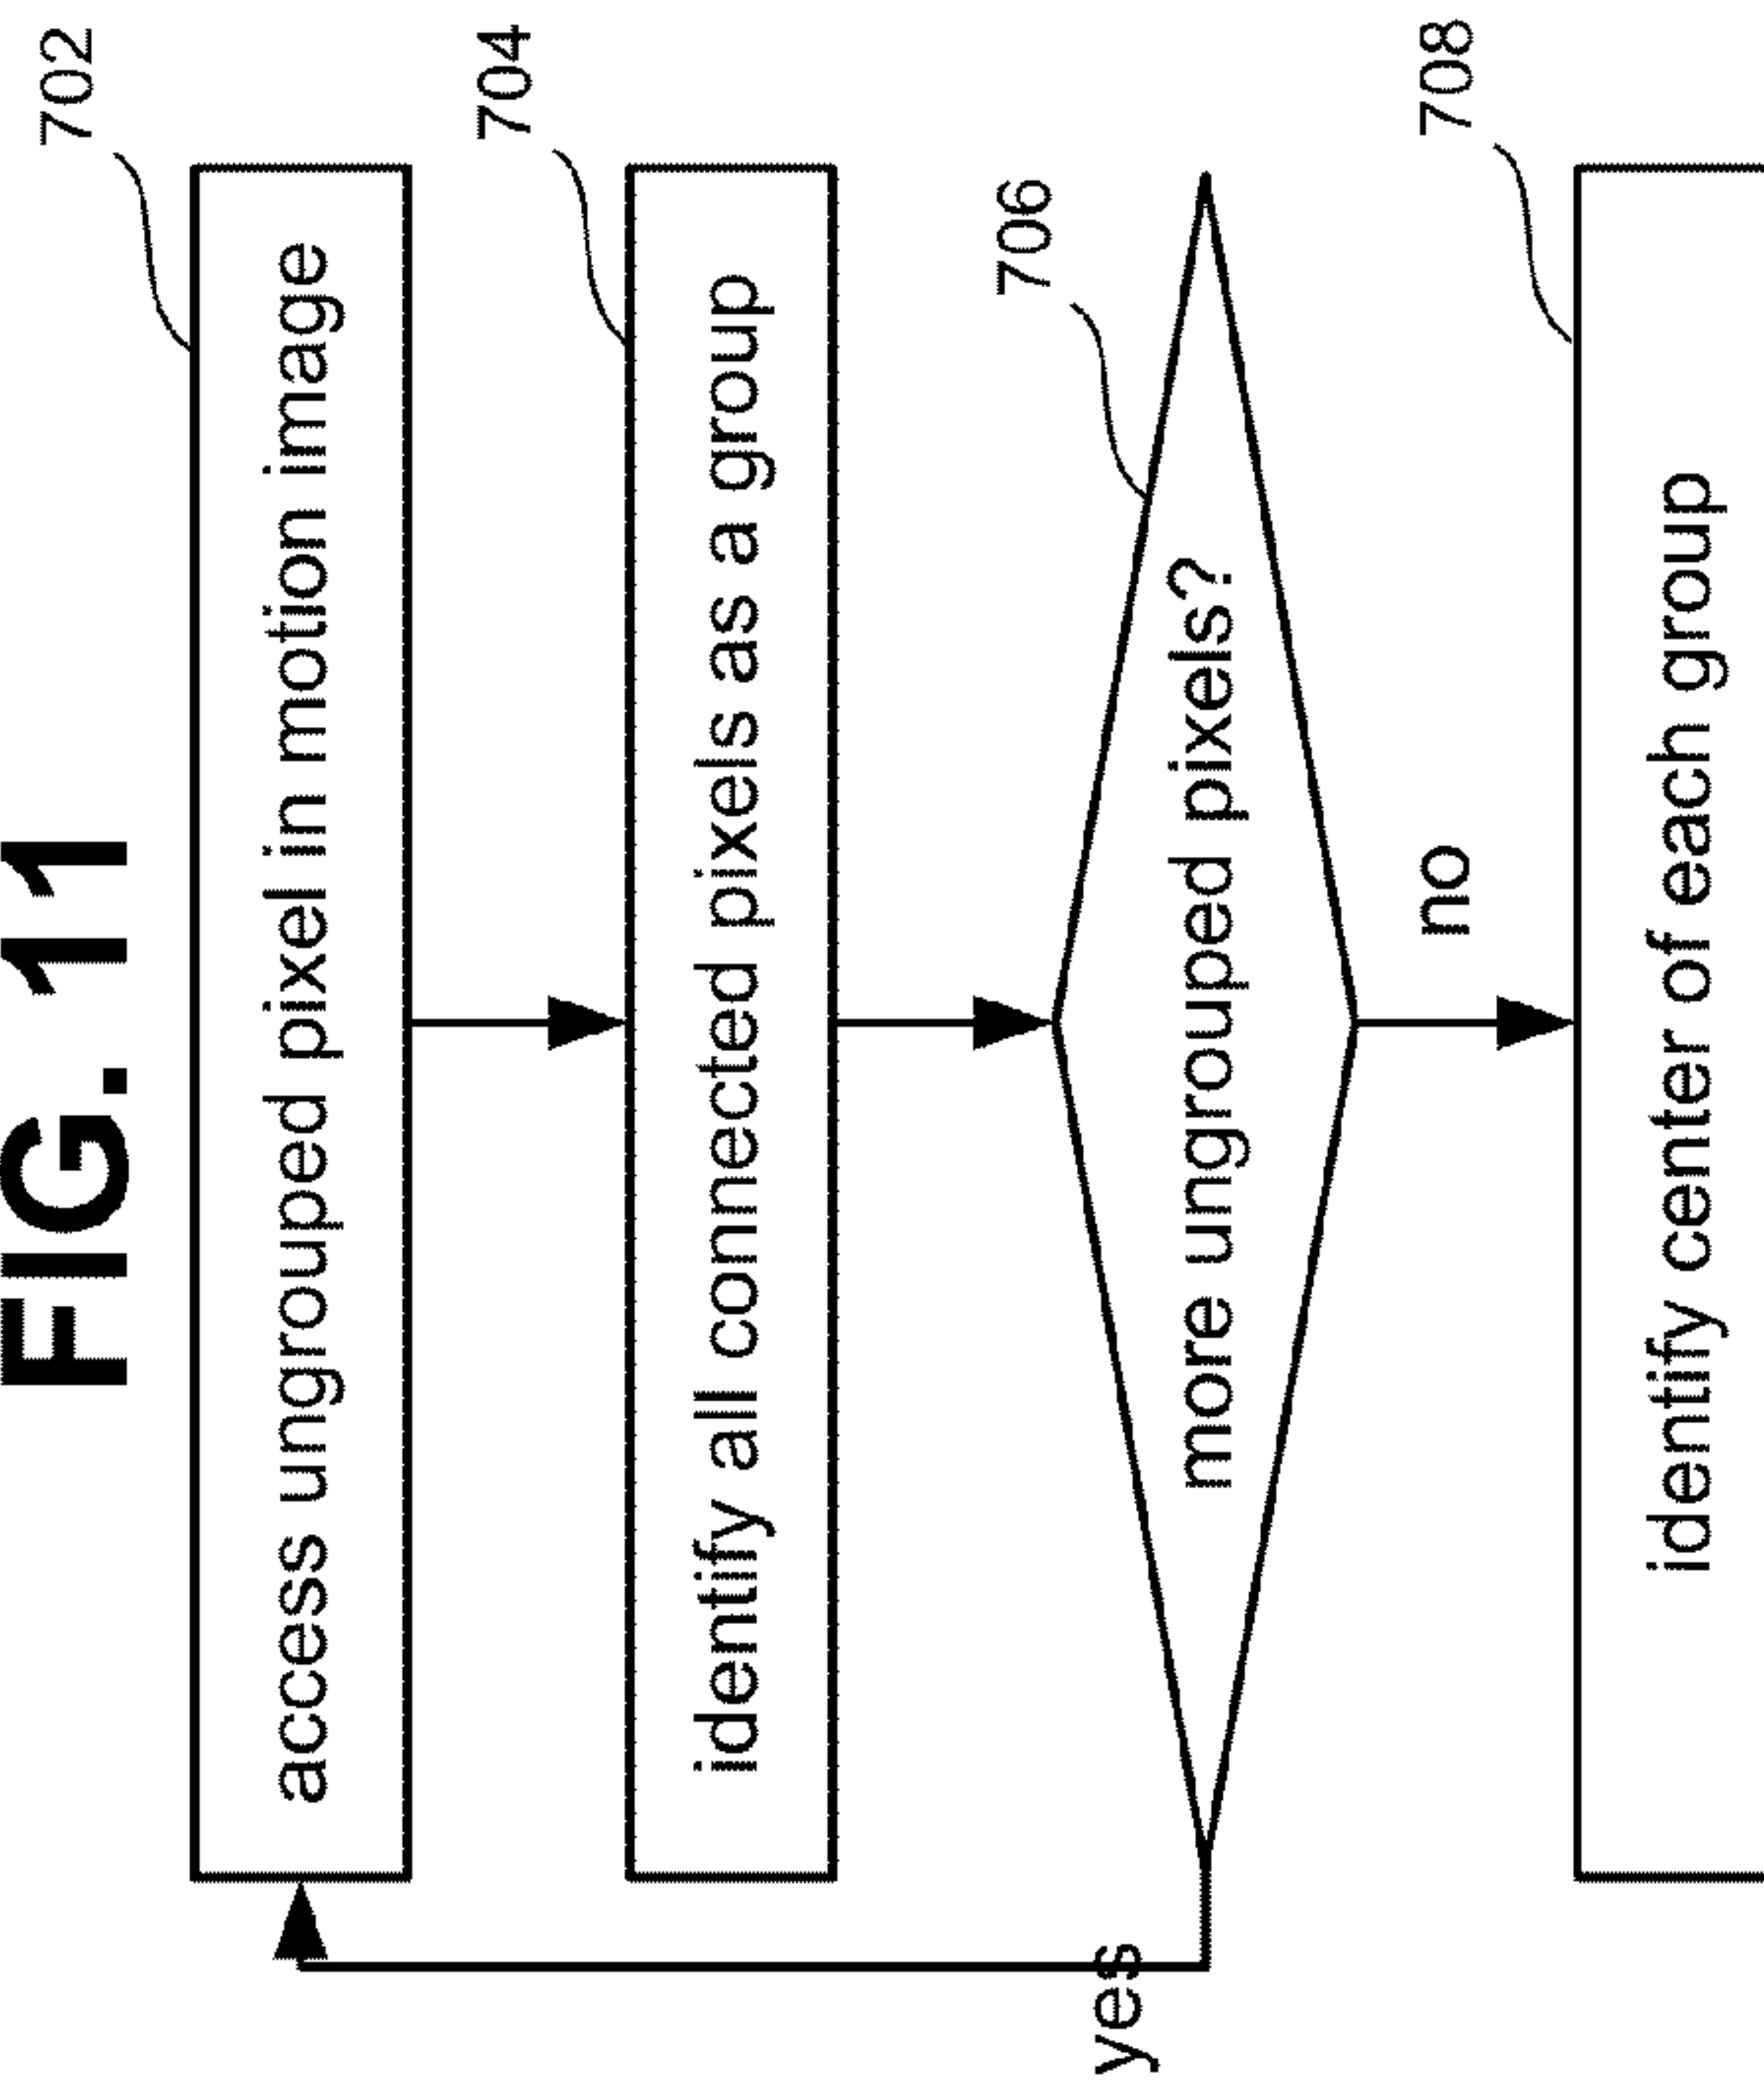 FIG. 11
702
access ungrouped pixel in motion image
704
identify all connected pixels as a group
706
more ungrouped pixels?
yes
no
708
identify center of each group